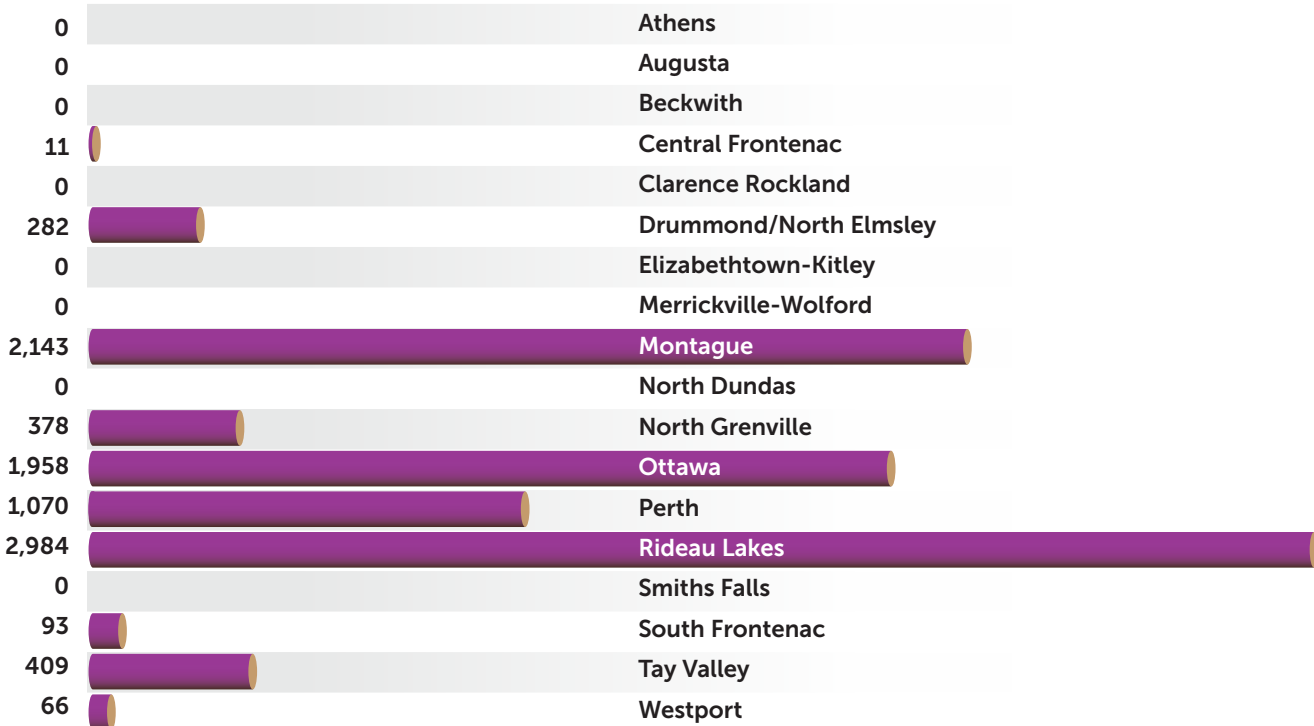 0 Athens
0 Augusta
0 Beckwith
11 Central Frontenac
0 Clarence Rockland
282 Drummond/North Elmsley
0 Elizabethtown-Kitley
0 Merrickville-Wolford
2,143 Montague
0 North Dundas
378 North Grenville
1,958 Ottawa
1,070 Perth
2,984 Rideau Lakes
0 Smiths Falls
93 South Frontenac
409 Tay Valley
66 Westport